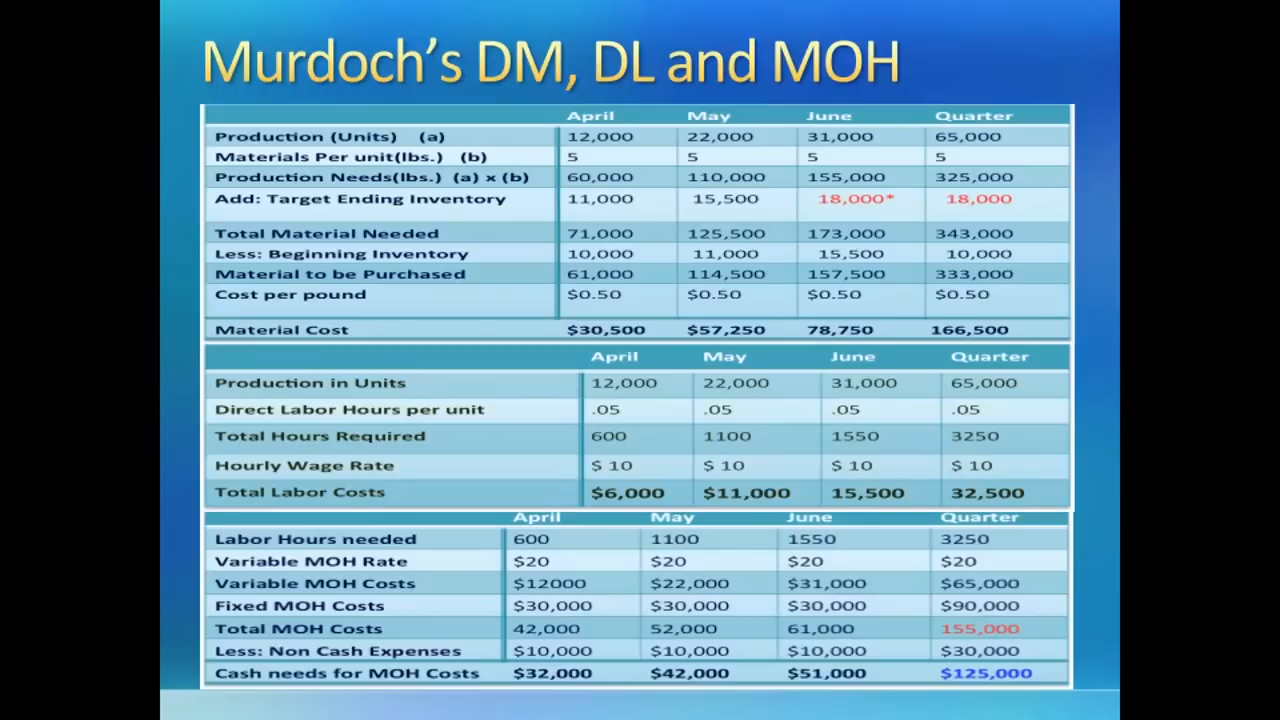 Murdoch's DM, DL and MOH
April May June Quarter
Production (Units) (a) 12,000 22,000 31,000 65,000
Materials Per unit(lbs.) (b) 5 5 5 5
Production Needs(lbs.) (a) x (b) 60,000 110,000 155,000 325,000
Add: Target Ending Inventory 11,000 15,500 18,000* 18,000
Total Material Needed 71,000 125,500 173,000 343,000
Less: Beginning Inventory 10,000 11,000 15,500 10,000
Material to be Purchased 61,000 114,500 157,500 333,000
Cost per pound $0.50 $0.50 $0.50 $0.50
Material Cost $30,500 $57,250 78,750 166,500
April May June Quarter
Production in Units 12,000 22,000 31,000 65,000
Direct Labor Hours per unit .05 .05 .05 .05
Total Hours Required 600 1100 1550 3250
Hourly Wage Rate $ 10 $ 10 $ 10 $ 10
Total Labor Costs $6,000 $11,000 15,500 32,500
April May June Quarter
Labor Hours needed 600 1100 1550 3250
Variable MOH Rate $20 $20 $20 $20
Variable MOH Costs $12000 $22,000 $31,000 $65,000
Fixed MOH Costs $30,000 $30,000 $30,000 $90,000
Total MOH Costs 42,000 52,000 61,000 155,000
Less: Non Cash Expenses $10,000 $10,000 $10,000 $30,000
Cash needs for MOH Costs $32,000 $42,000 $51,000 $125,000